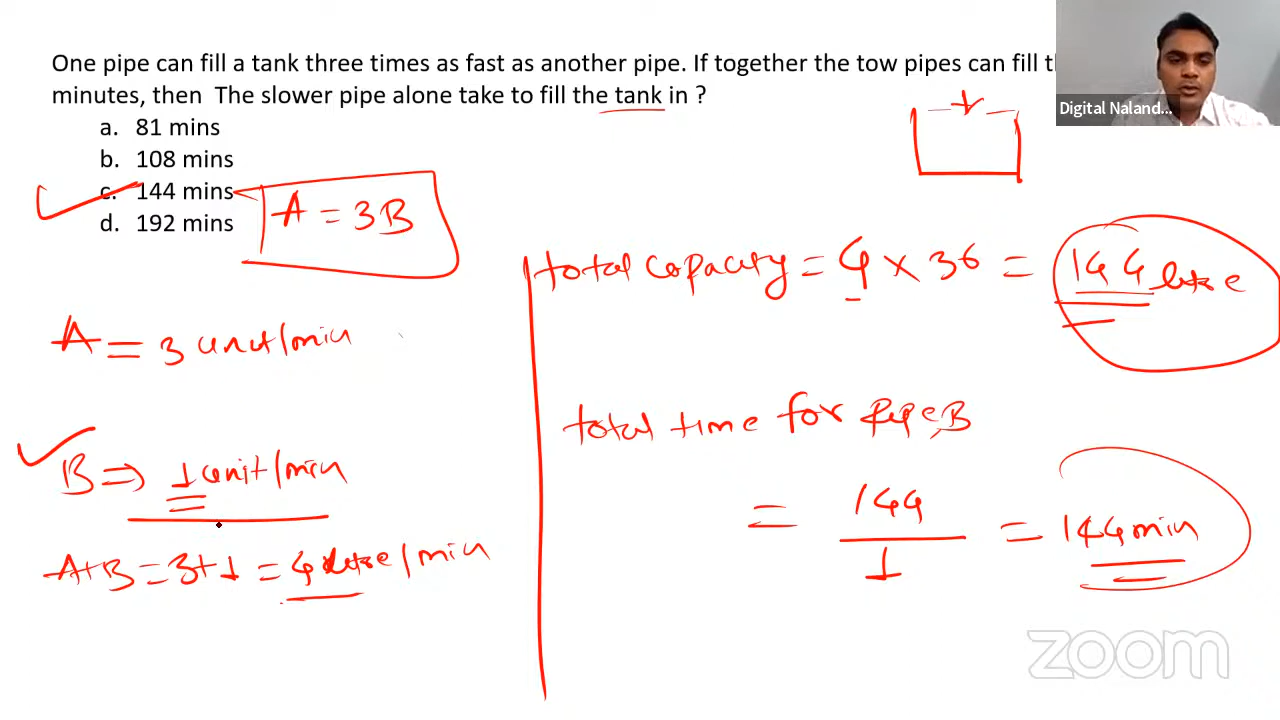 One pipe can fill a tank three times as fast as another pipe. If together the tow pipes can fill th
minutes, then The slower pipe alone take to fill the tank in ?
a. 81 mins
b. 108 mins
c. 144 mins
d. 192 mins
Digital Naland...
A = 3B
A = 3 unit/min
B ⇒ 1 unit/min
A+B = 3+1 = 4 litre/min
total capacity = 4 × 36 = 144 litre
total time for pipe B
= 144
1
= 144 min
zoom